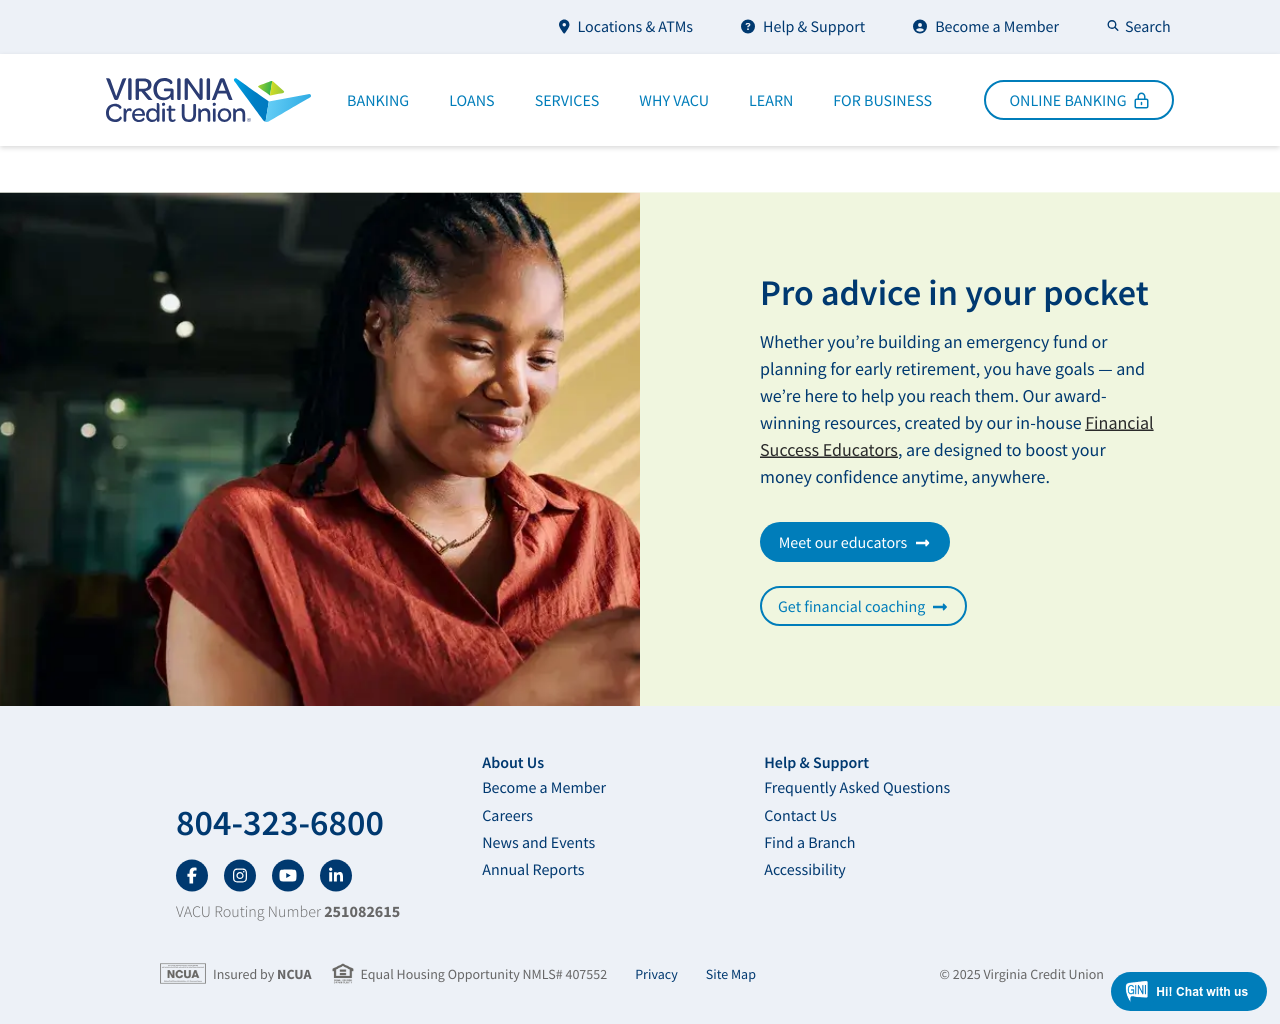 Locations & ATMs
Help & Support
Become a Member
Search
VIRGINIA
Credit Union
BANKING
LOANS
SERVICES
WHY VACU
LEARN
FOR BUSINESS
ONLINE BANKING
Pro advice in your pocket
Whether you’re building an emergency fund or
planning for early retirement, you have goals — and
we’re here to help you reach them. Our award-
winning resources, created by our in-house Financial
Success Educators, are designed to boost your
money confidence anytime, anywhere.
Meet our educators
Get financial coaching
804-323-6800
VACU Routing Number 251082615
About Us
Become a Member
Careers
News and Events
Annual Reports
Help & Support
Frequently Asked Questions
Contact Us
Find a Branch
Accessibility
NCUA
Insured by NCUA
Equal Housing Opportunity NMLS# 407552
Privacy
Site Map
© 2025 Virginia Credit Union
GINI
Hi! Chat with us